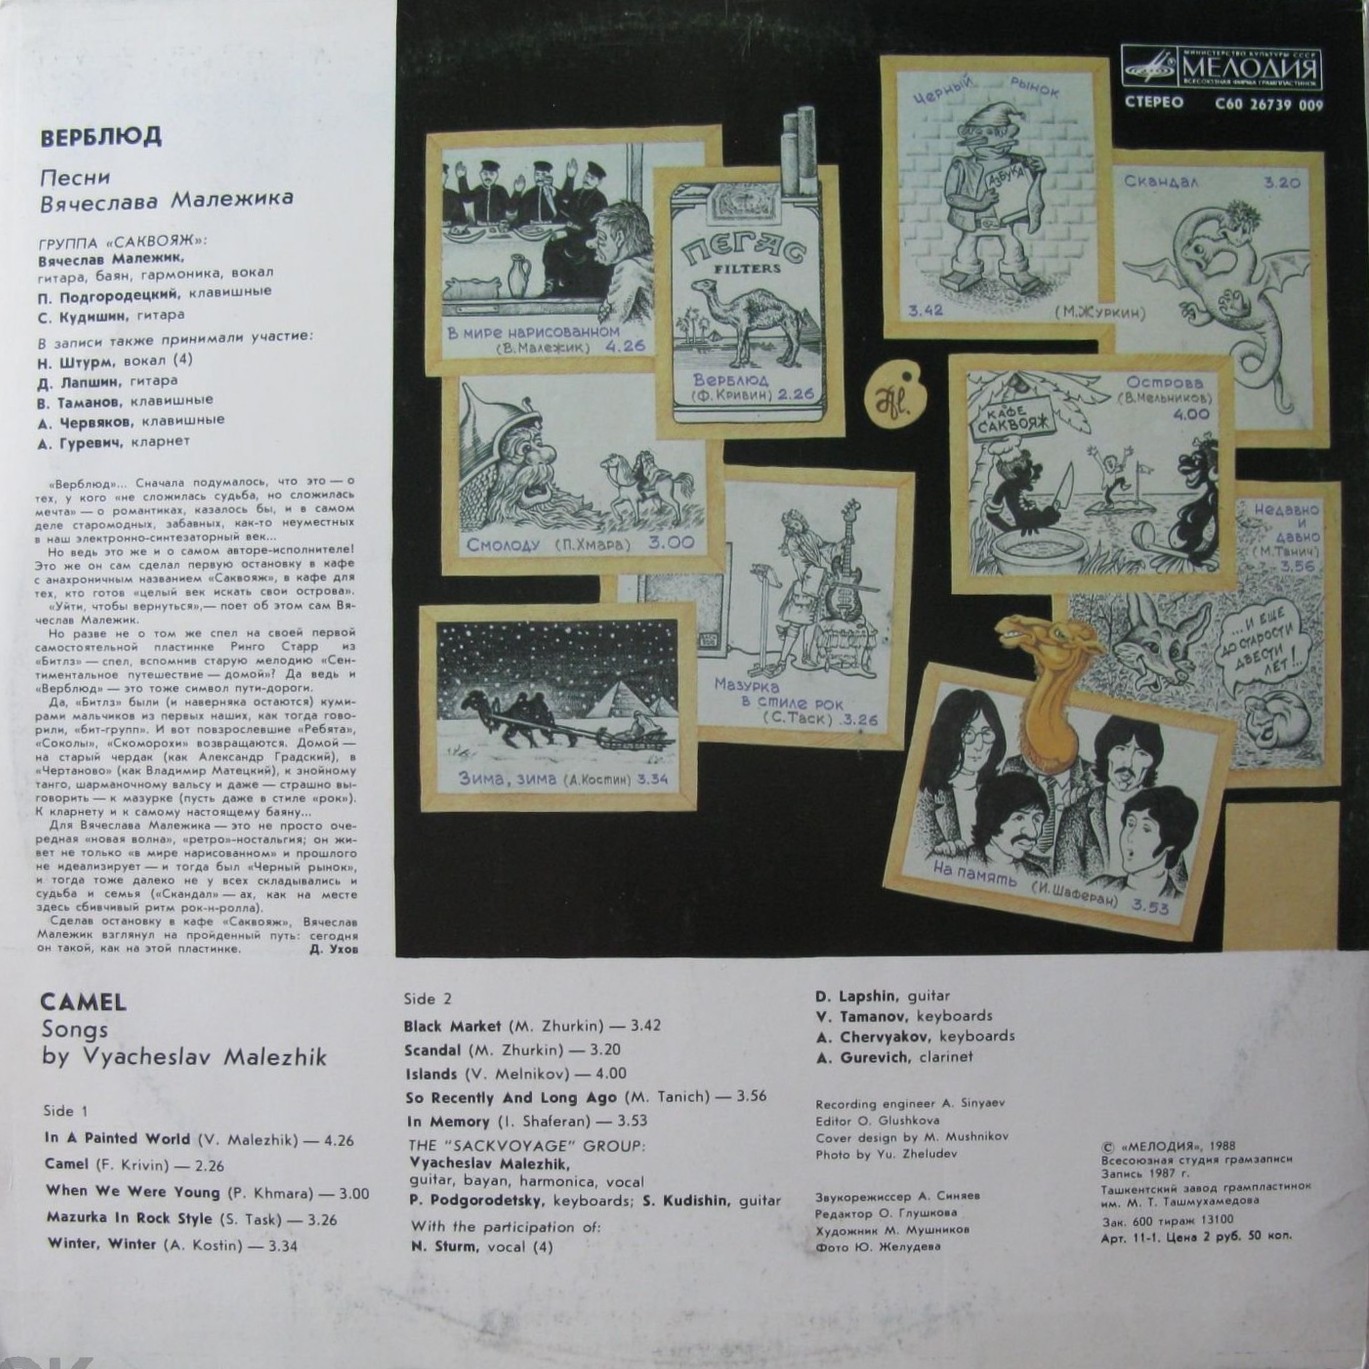 ВЕРБЛЮД
Песни
Вячеслава Малежика
ГРУППА «САКВОЯЖ»:
Вячеслав Малежик,
гитара, баян, гармоника, вокал
П. Подгородецкий, клавишные
С. Кудишин, гитара
В записи также принимали участие:
Н. Штурм, вокал (4)
Д. Лапшин, гитара
В. Таманов, клавишные
А. Червяков, клавишные
А. Гуревич, кларнет
«Верблюд»... Сначала подумалось, что это — о
тех, у кого «не сложилась судьба, но сложилась
мечта» — о романтиках, казалось бы, и в самом
деле старомодных, забавных, как-то неуместных
в наш электронно-синтезаторный век...
Но ведь это же и о самом авторе-исполнителе!
Это же он сам сделал первую остановку в кафе
с анахроничным названием «Саквояж», в кафе для
тех, кто готов «целый век искать свои острова».
«Уйти, чтобы вернуться»,— поет об этом сам Вя-
чеслав Малежик.
Но разве не о том же спел на своей первой
самостоятельной пластинке Ринго Старр из
«Битлз» — спел, вспомнив старую мелодию «Сен-
тиментальное путешествие — домой»? Да ведь и
«Верблюд» — это тоже символ пути-дороги.
Да, «Битлз» были (и наверняка остаются) куми-
рами мальчиков из первых наших, как тогда гово-
рили, «бит-групп». И вот повзрослевшие «Ребята»,
«Соколы», «Скоморохи» возвращаются. Домой —
на старый чердак (как Александр Градский), в
«Чертаново» (как Владимир Матецкий), к знойному
танго, шарманочному вальсу и даже — страшно вы-
говорить — к мазурке (пусть даже в стиле «рок»).
К кларнету и к самому настоящему баяну...
Для Вячеслава Малежика — это не просто оче-
редная «новая волна», «ретро»-ностальгия; он жи-
вет не только «в мире нарисованном» и прошлого
не идеализирует — и тогда был «Черный рынок»,
и тогда тоже далеко не у всех складывались и
судьба и семья («Скандал» — ах, как на месте
здесь сбивчивый ритм рок-н-ролла).
Сделав остановку в кафе «Саквояж», Вячеслав
Малежик взглянул на пройденный путь: сегодня
он такой, как на этой пластинке. Д. Ухов
МИНИСТЕРСТВО КУЛЬТУРЫ СССР
МЕЛОДИЯ
ВСЕСОЮЗНАЯ ФИРМА ГРАМПЛАСТИНОК
СТЕРЕО С60 26739 009
В мире нарисованном
(В. Малежик) 4.26
ПЕГАС
FILTERS
Верблюд
(Ф. Кривин) 2.26
Черный рынок
АЗБУКА
3.42 (М. Журкин)
Скандал 3.20
Смолоду (П. Хмара) 3.00
КАФЕ
САКВОЯЖ
Острова
(В. Мельников)
4.00
Мазурка
в стиле рок
(С. Таск) 3.26
Недавно
и
давно
(М. Танич)
3.56
...И ЕЩЕ
ДО СТАРОСТИ
ДВЕСТИ
ЛЕТ!..
Зима, зима (А. Костин) 3.34
На память (И. Шаферан) 3.53
CAMEL
Songs
by Vyacheslav Malezhik
Side 1
In A Painted World (V. Malezhik) — 4.26
Camel (F. Krivin) — 2.26
When We Were Young (P. Khmara) — 3.00
Mazurka In Rock Style (S. Task) — 3.26
Winter, Winter (A. Kostin) — 3.34
Side 2
Black Market (M. Zhurkin) — 3.42
Scandal (M. Zhurkin) — 3.20
Islands (V. Melnikov) — 4.00
So Recently And Long Ago (M. Tanich) — 3.56
In Memory (I. Shaferan) — 3.53
THE "SACKVOYAGE" GROUP:
Vyacheslav Malezhik,
guitar, bayan, harmonica, vocal
P. Podgorodetsky, keyboards; S. Kudishin, guitar
With the participation of:
N. Sturm, vocal (4)
D. Lapshin, guitar
V. Tamanov, keyboards
A. Chervyakov, keyboards
A. Gurevich, clarinet
Recording engineer A. Sinyaev
Editor O. Glushkova
Cover design by M. Mushnikov
Photo by Yu. Zheludev
Звукорежиссер А. Синяев
Редактор О. Глушкова
Художник М. Мушников
Фото Ю. Желудева
© «МЕЛОДИЯ», 1988
Всесоюзная студия грамзаписи
Запись 1987 г.
Ташкентский завод грампластинок
им. М. Т. Ташмухамедова
Зак. 600 тираж 13100
Арт. 11-1. Цена 2 руб. 50 коп.